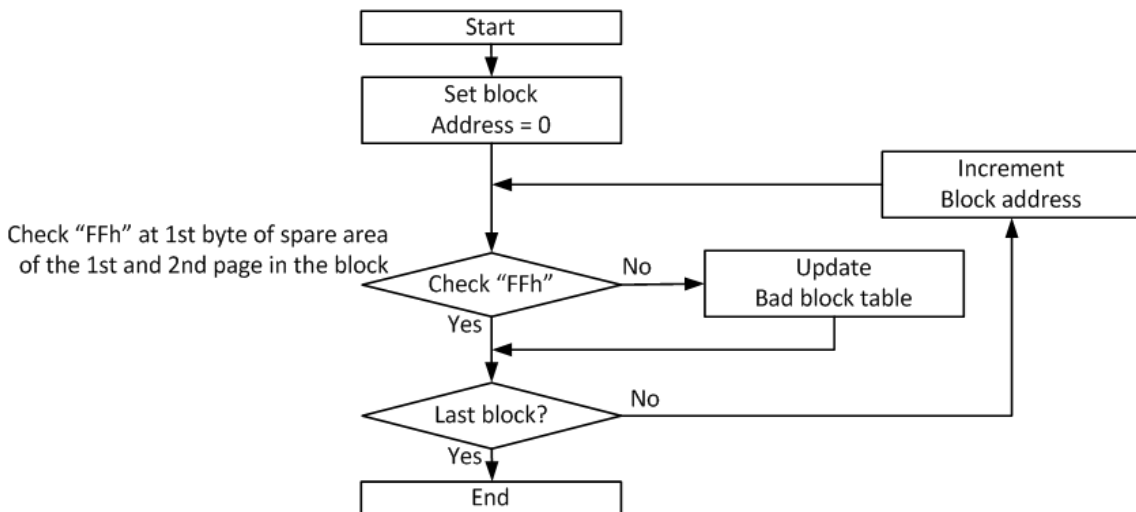 Start
Set block
Address = 0
Increment
Block address
Check “FFh” at 1st byte of spare area
of the 1st and 2nd page in the block
Check “FFh”
No
Update
Bad block table
Yes
Last block?
No
Yes
End